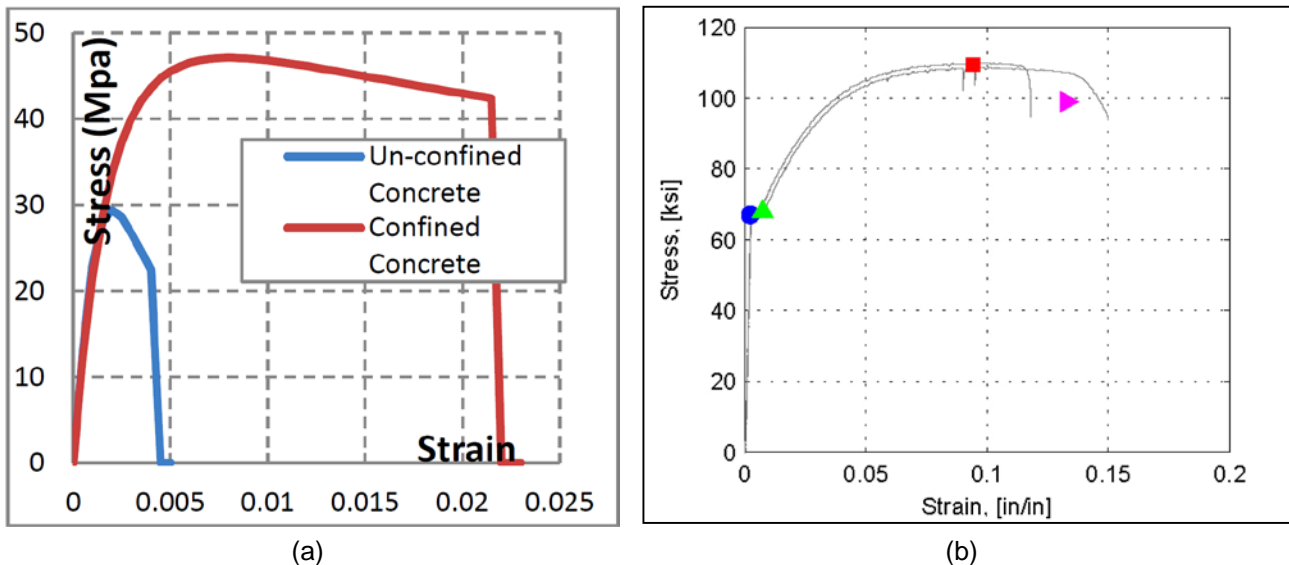 50
40
30
20
10
0
Stress (Mpa)
Un-confined
Concrete
Confined
Concrete
Strain
0 0.005 0.01 0.015 0.02 0.025
(a)
120
100
80
60
40
20
0
Stress, [ksi]
0 0.05 0.1 0.15 0.2
Strain, [in/in]
(b)